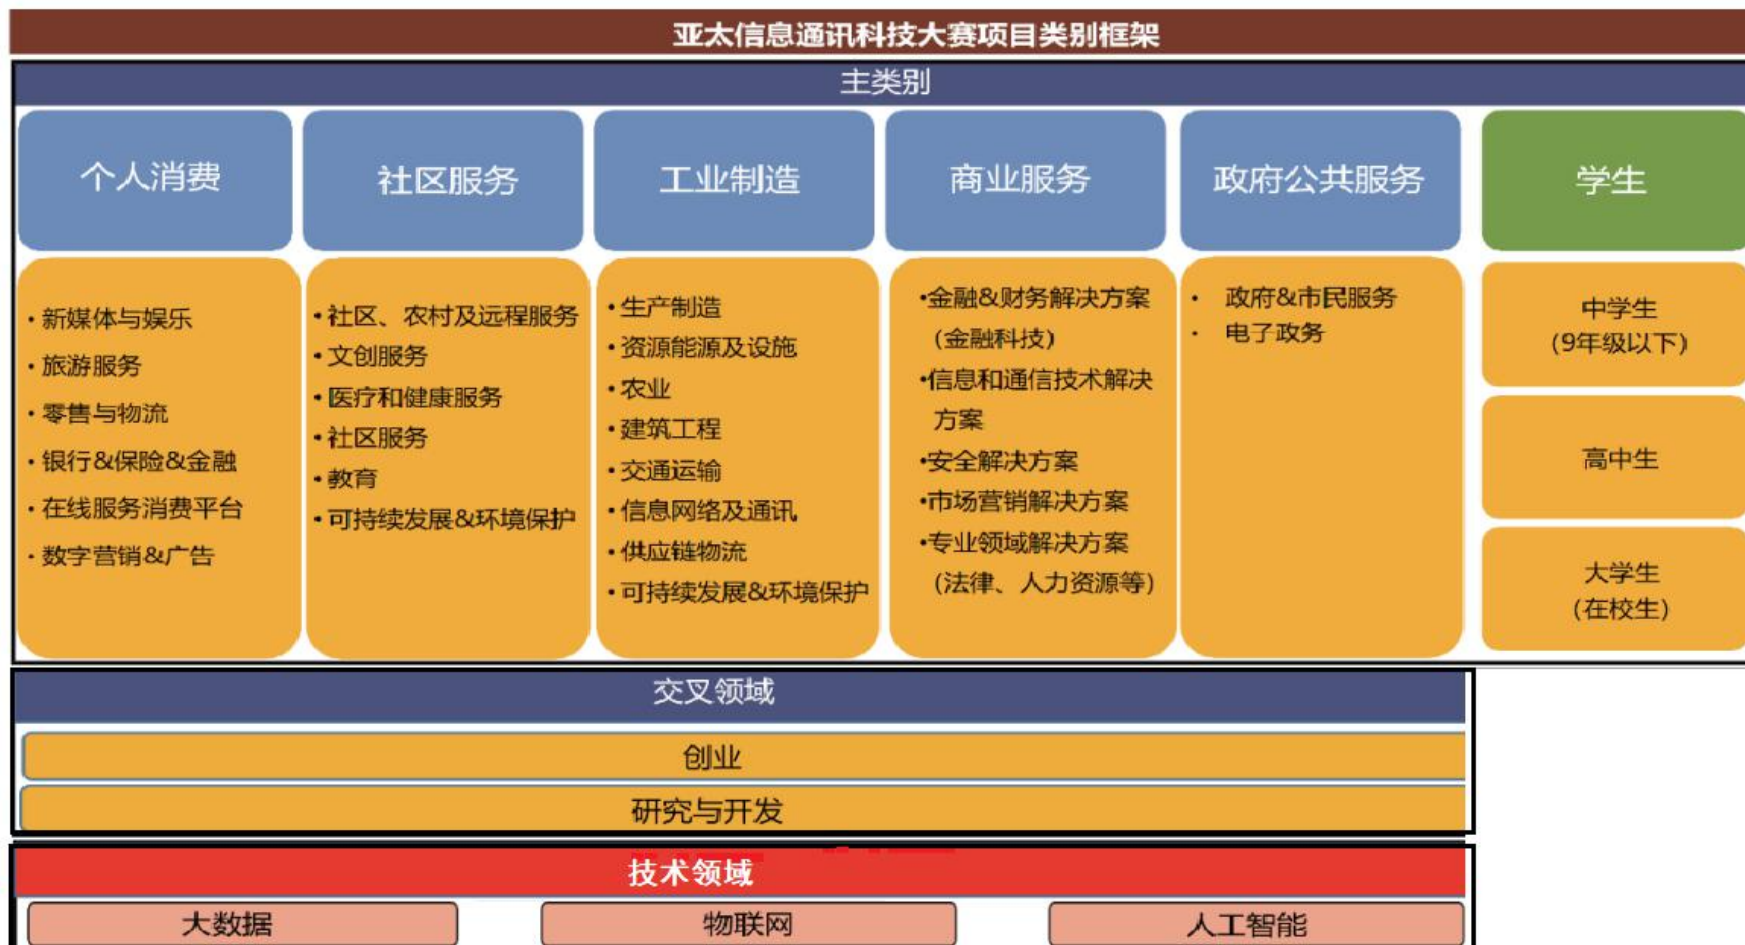 亚太信息通讯科技大赛项目类别框架
主类别
个人消费
社区服务
工业制造
商业服务
政府公共服务
学生
• 新媒体与娱乐
• 旅游服务
• 零售与物流
• 银行&保险&金融
• 在线服务消费平台
• 数字营销&广告
• 社区、农村及远程服务
• 文创服务
• 医疗和健康服务
• 社区服务
• 教育
• 可持续发展&环境保护
• 生产制造
• 资源能源及设施
• 农业
• 建筑工程
• 交通运输
• 信息网络及通讯
• 供应链物流
• 可持续发展&环境保护
•金融&财务解决方案
(金融科技)
•信息和通信技术解决
方案
•安全解决方案
•市场营销解决方案
•专业领域解决方案
(法律、人力资源等)
• 政府&市民服务
• 电子政务
中学生
(9年级以下)
高中生
大学生
(在校生)
交叉领域
创业
研究与开发
技术领域
大数据
物联网
人工智能